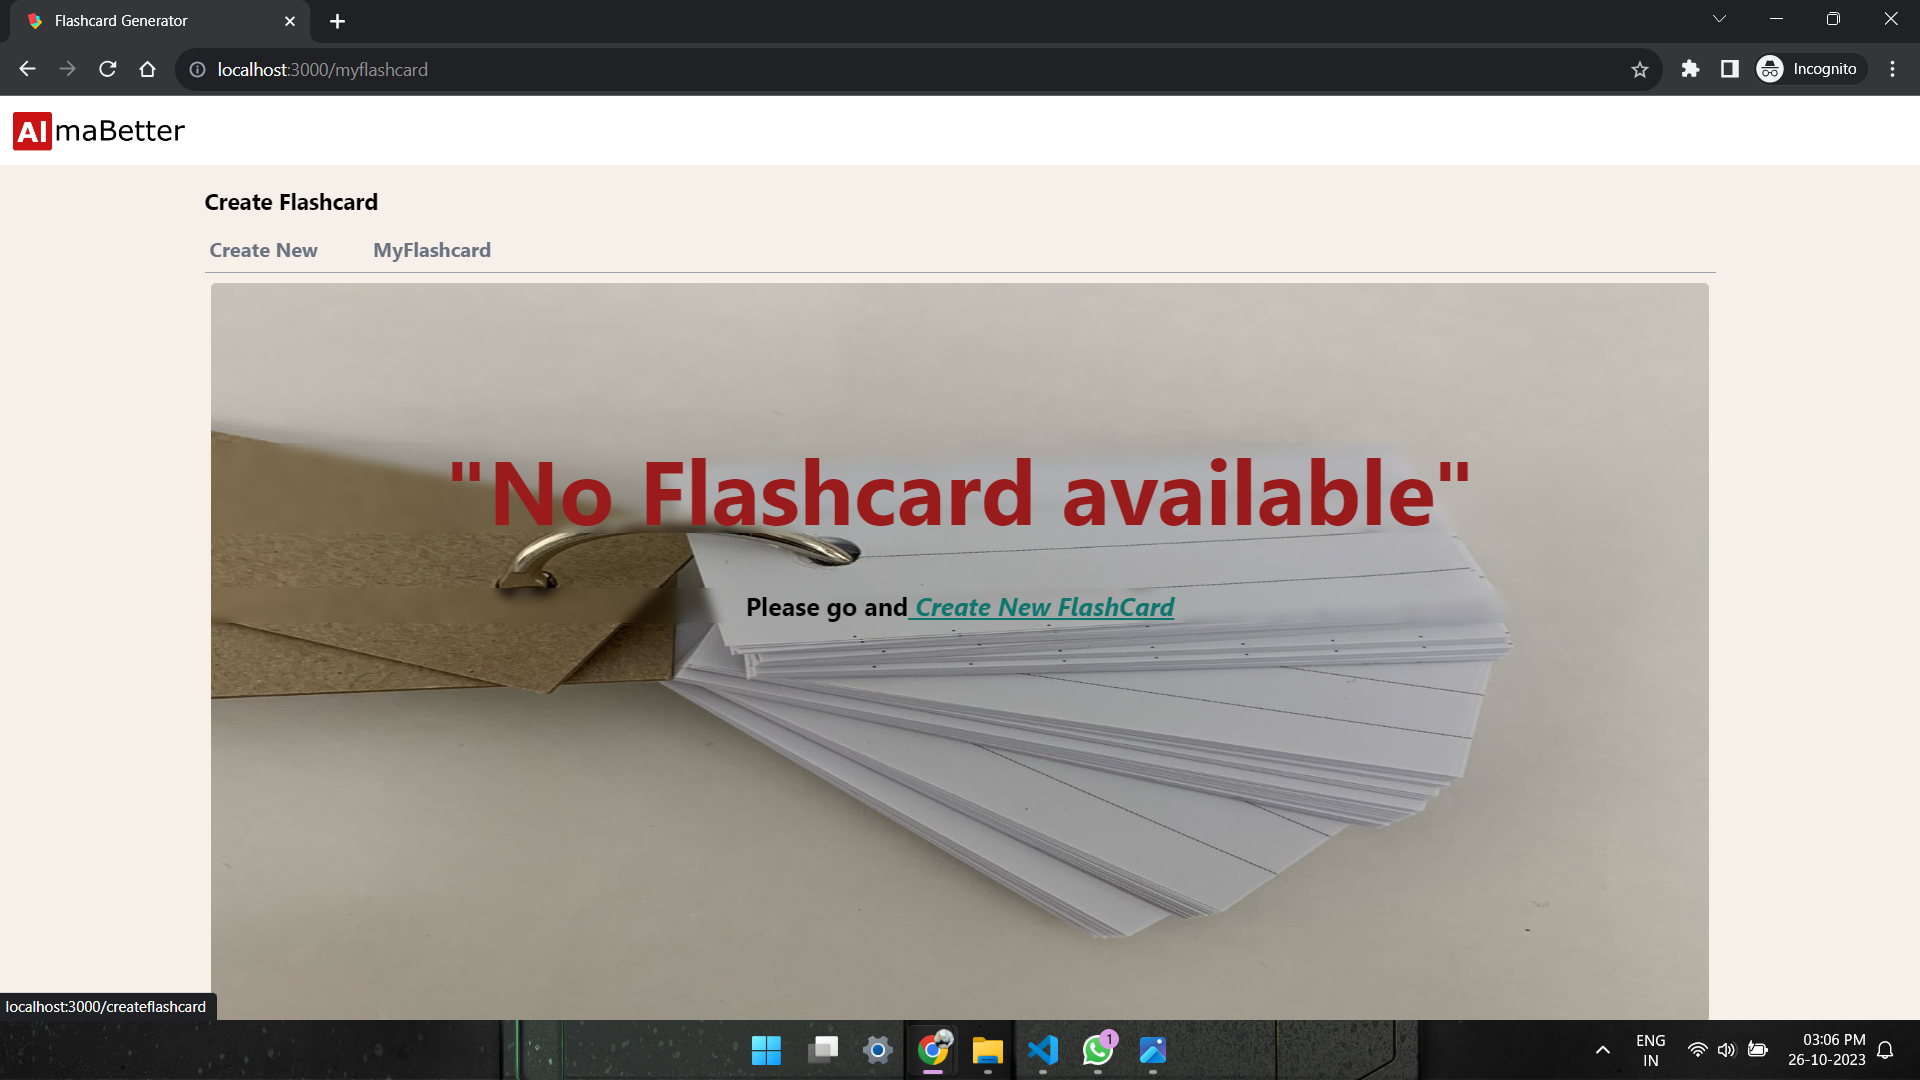 Flashcard Generator
localhost:3000/myflashcard
Incognito
AlmaBetter
Create Flashcard
Create New MyFlashcard
"No Flashcard available"
Please go and Create New FlashCard
localhost:3000/createflashcard
1
ENG
IN
03:06 PM
26-10-2023